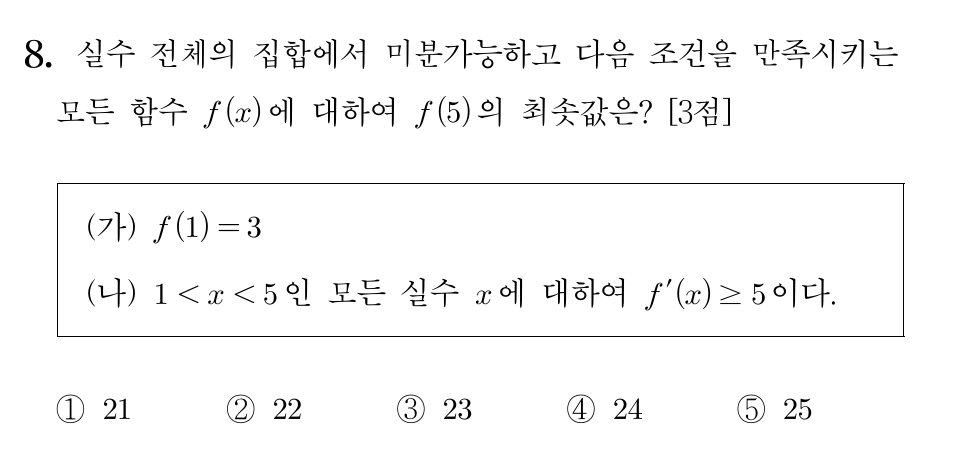 8. 실수 전체의 집합에서 미분가능하고 다음 조건을 만족시키는
모든 함수 f(x)에 대하여 f(5)의 최솟값은? [3점]
(가) f(1)=3
(나) 1<x<5인 모든 실수 x에 대하여 f′(x)≥5이다.
① 21 ② 22 ③ 23 ④ 24 ⑤ 25